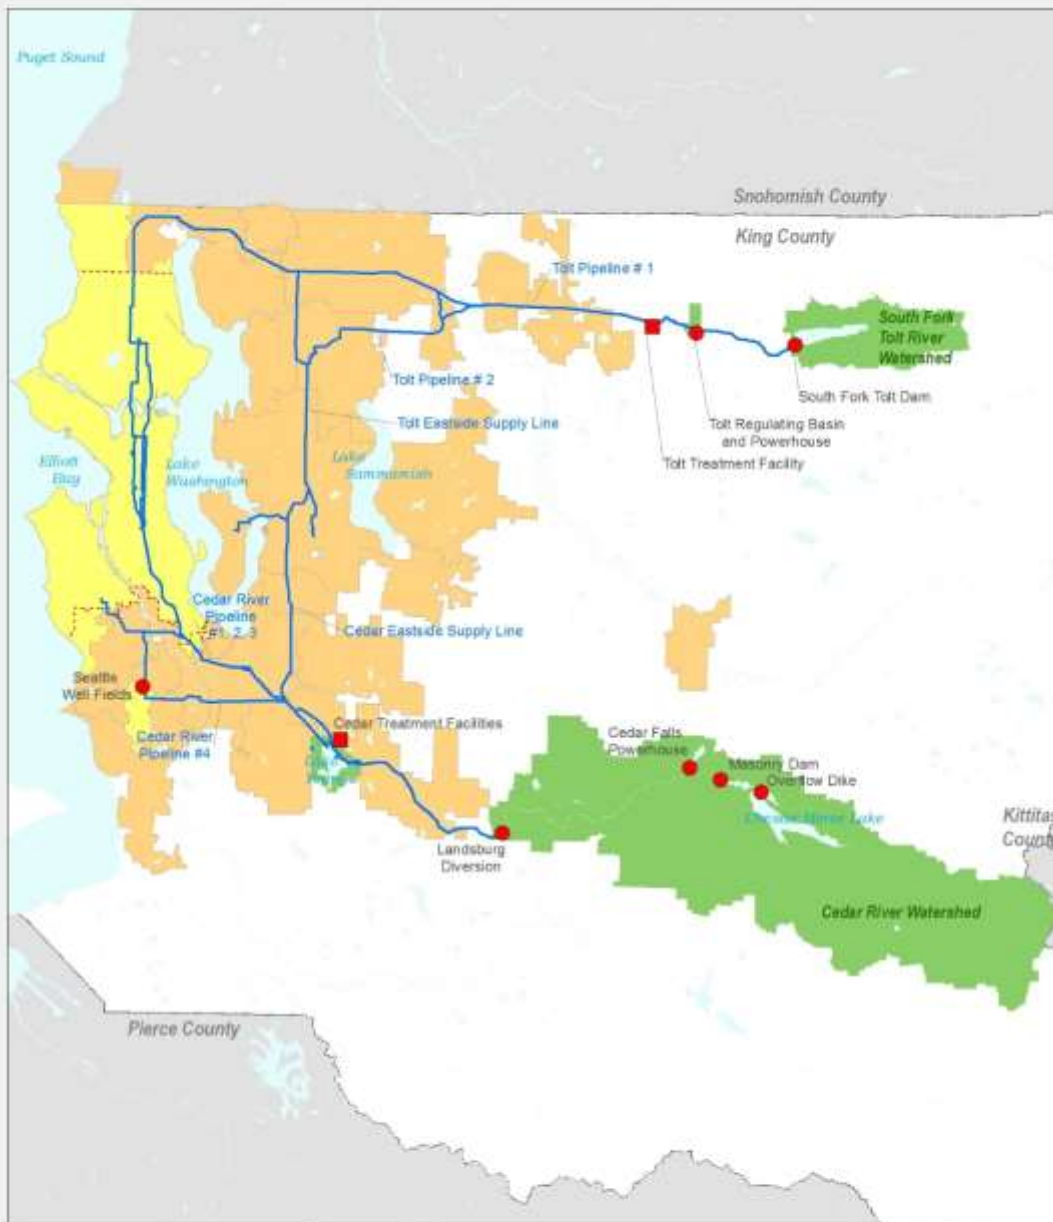 Puget Sound
Snohomish County
King County
Tolt Pipeline # 1
South Fork
Tolt River
Watershed
Tolt Pipeline # 2
South Fork Tolt Dam
Tolt Eastside Supply Line
Tolt Regulating Basin
and Powerhouse
Tolt Treatment Facility
Elliott
Bay
Lake
Washington
Lake
Sammamish
Cedar River
Pipeline
#1, 2, 3
Cedar Eastside Supply Line
Seattle
Well Fields
Cedar River
Pipeline #4
Cedar Treatment Facilities
Cedar Falls
Powerhouse
Masonry Dam
Overflow Dike
Chester Morse Lake
Landsburg
Diversion
Kittitas
County
Cedar River Watershed
Pierce County